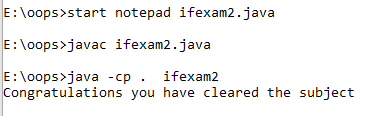 E:\oops>start notepad ifexam2.java
E:\oops>javac ifexam2.java
E:\oops>java -cp .  ifexam2
Congratulations you have cleared the subject